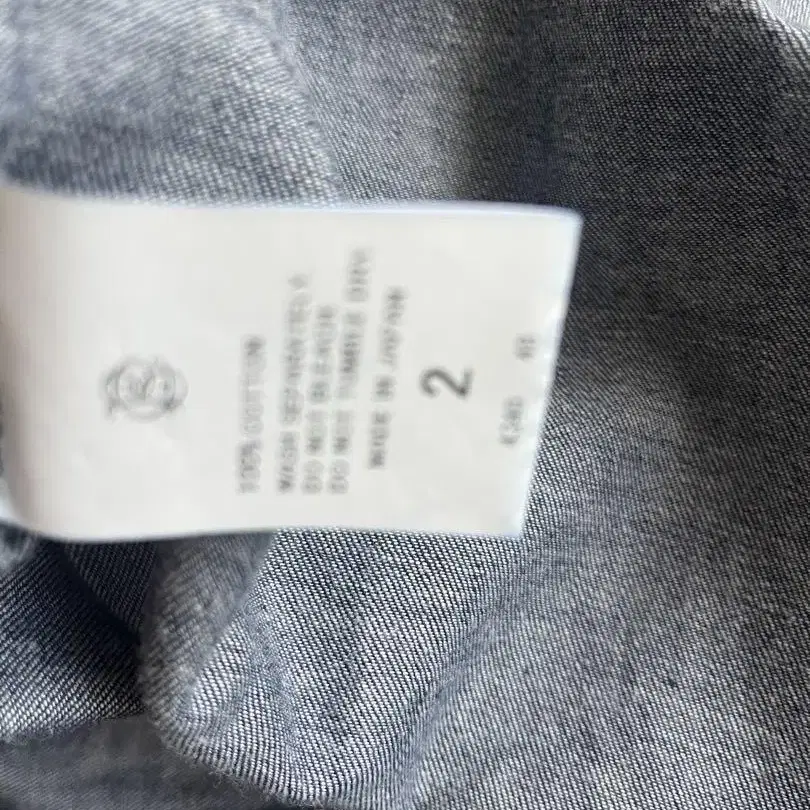 100% COTTON
WASH SEPARATELY.
DO NOT BLEACH
DO NOT TUMBLE DRY.
MADE IN JAPAN
2